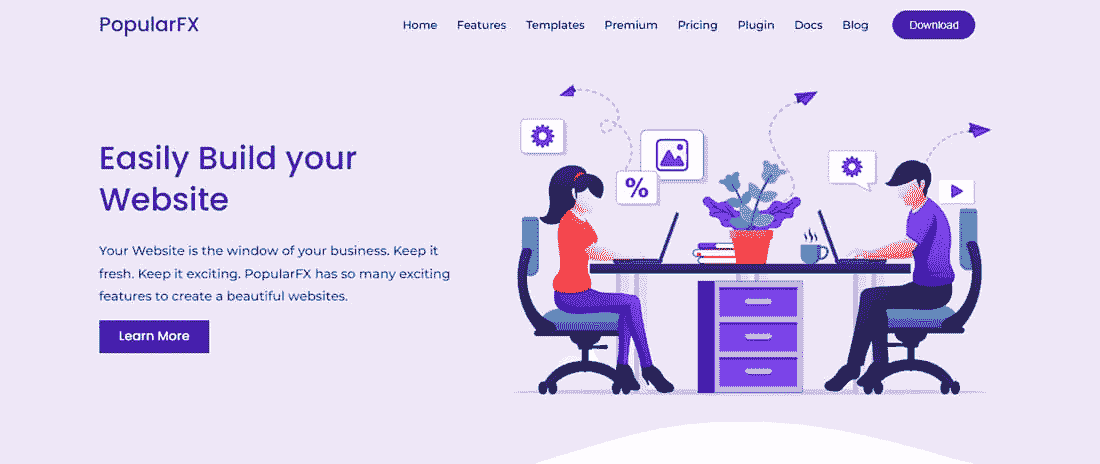 PopularFX
Home Features Templates Premium Pricing Plugin Docs Blog Download
Easily Build your
Website
Your Website is the window of your business. Keep it
fresh. Keep it exciting. PopularFX has so many exciting
features to create a beautiful websites.
Learn More
%